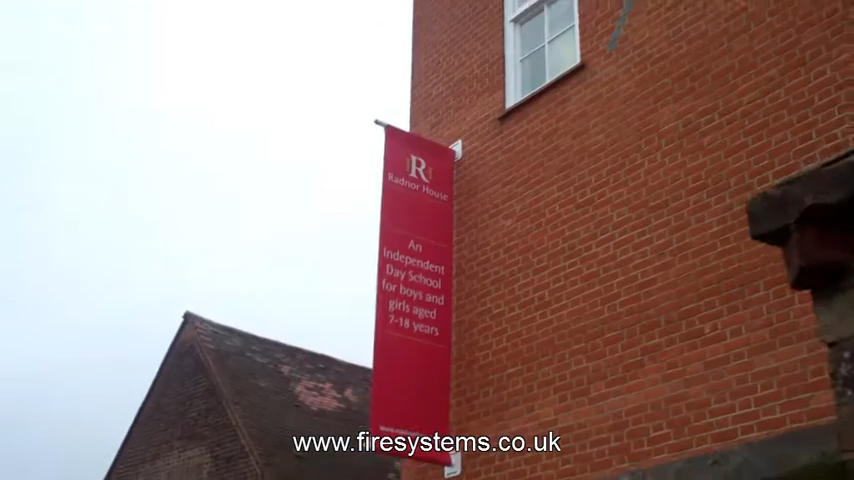 R
Radnor House
An
Independent
Day School
for boys and
girls aged
7-18 years
www.firesystems.co.uk